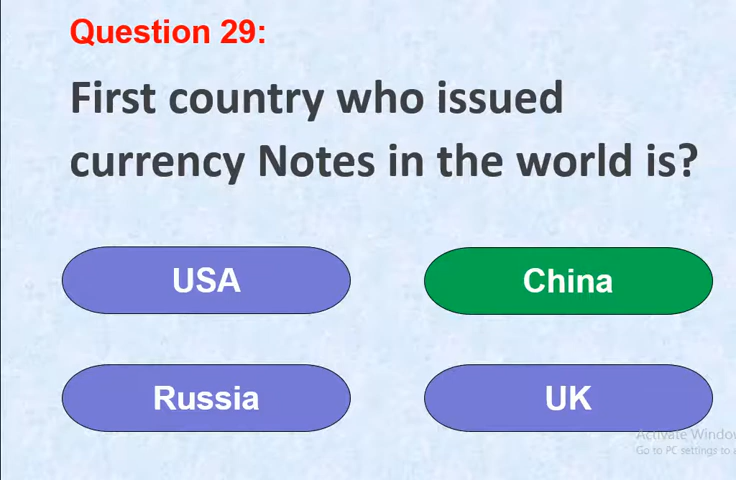 Question 29:
First country who issued
currency Notes in the world is?
USA
China
Russia
UK
Activate Window
Go to PC settings to